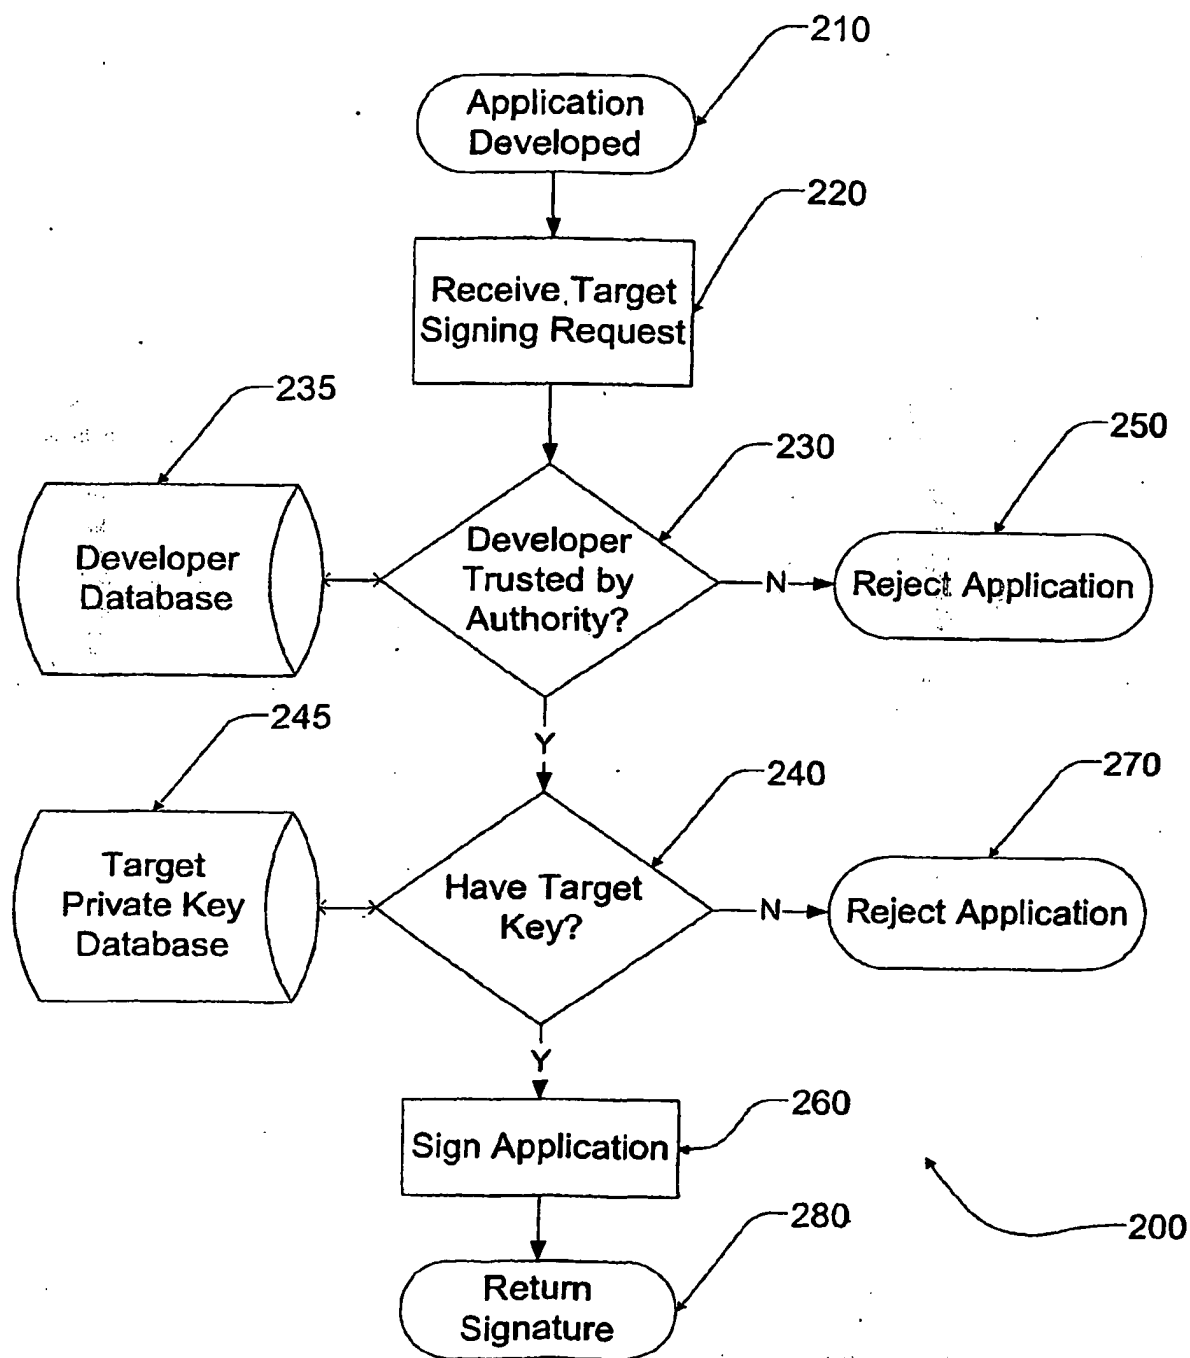 210
Application
Developed
220
Receive Target
Signing Request
235
230
250
Developer
Database
Developer
Trusted by
Authority?
N
Reject Application
Y
245
240
270
Target
Private Key
Database
Have Target
Key?
N
Reject Application
Y
260
Sign Application
280
200
Return
Signature